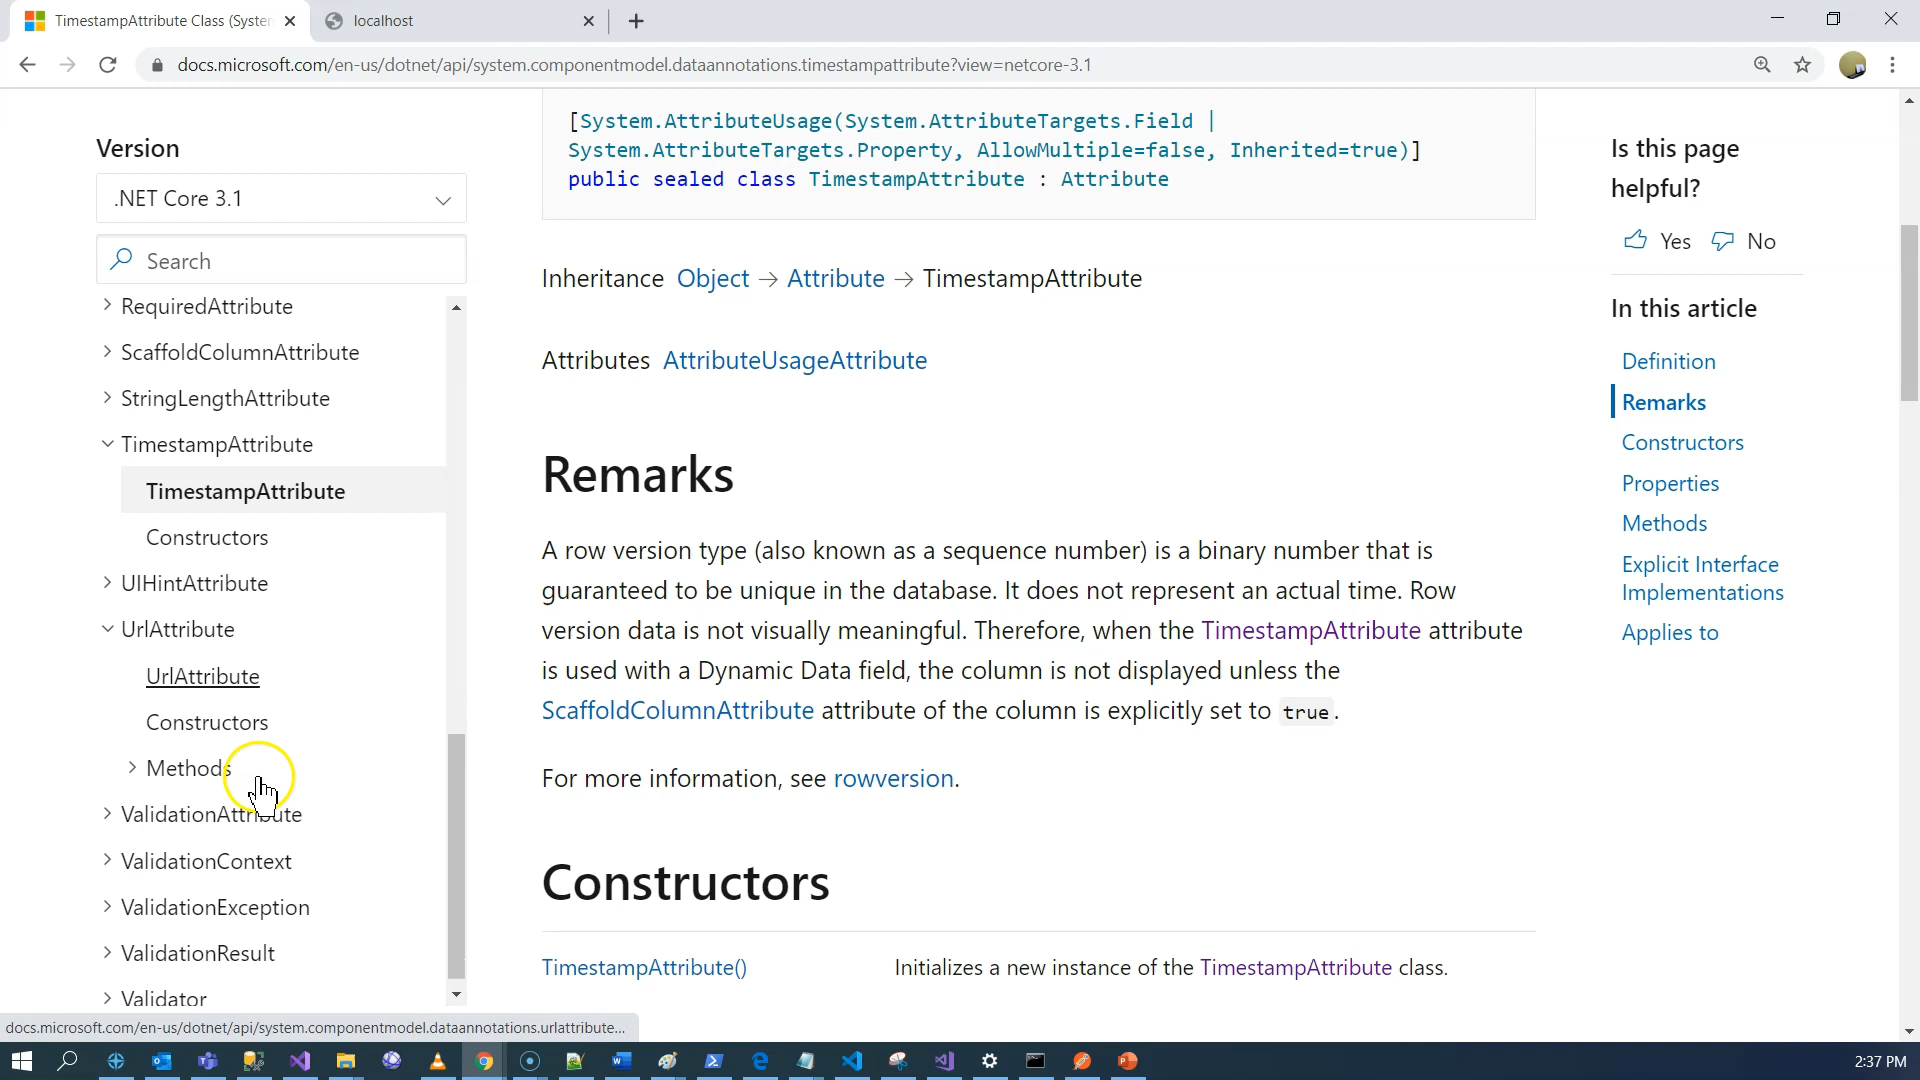 TimestampAttribute Class (System
localhost
docs.microsoft.com/en-us/dotnet/api/system.componentmodel.dataannotations.timestampattribute?view=netcore-3.1
Version
.NET Core 3.1
Search
RequiredAttribute
ScaffoldColumnAttribute
StringLengthAttribute
TimestampAttribute
TimestampAttribute
Constructors
UIHintAttribute
UrlAttribute
UrlAttribute
Constructors
Methods
ValidationAttribute
ValidationContext
ValidationException
ValidationResult
Validator
[System.AttributeUsage(System.AttributeTargets.Field |
System.AttributeTargets.Property, AllowMultiple=false, Inherited=true)]
public sealed class TimestampAttribute : Attribute
Inheritance Object → Attribute → TimestampAttribute
Attributes AttributeUsageAttribute
Remarks
A row version type (also known as a sequence number) is a binary number that is
guaranteed to be unique in the database. It does not represent an actual time. Row
version data is not visually meaningful. Therefore, when the TimestampAttribute attribute
is used with a Dynamic Data field, the column is not displayed unless the
ScaffoldColumnAttribute attribute of the column is explicitly set to true.
For more information, see rowversion.
Constructors
TimestampAttribute() Initializes a new instance of the TimestampAttribute class.
Is this page
helpful?
Yes No
In this article
Definition
Remarks
Constructors
Properties
Methods
Explicit Interface
Implementations
Applies to
docs.microsoft.com/en-us/dotnet/api/system.componentmodel.dataannotations.urlattribute...
2:37 PM